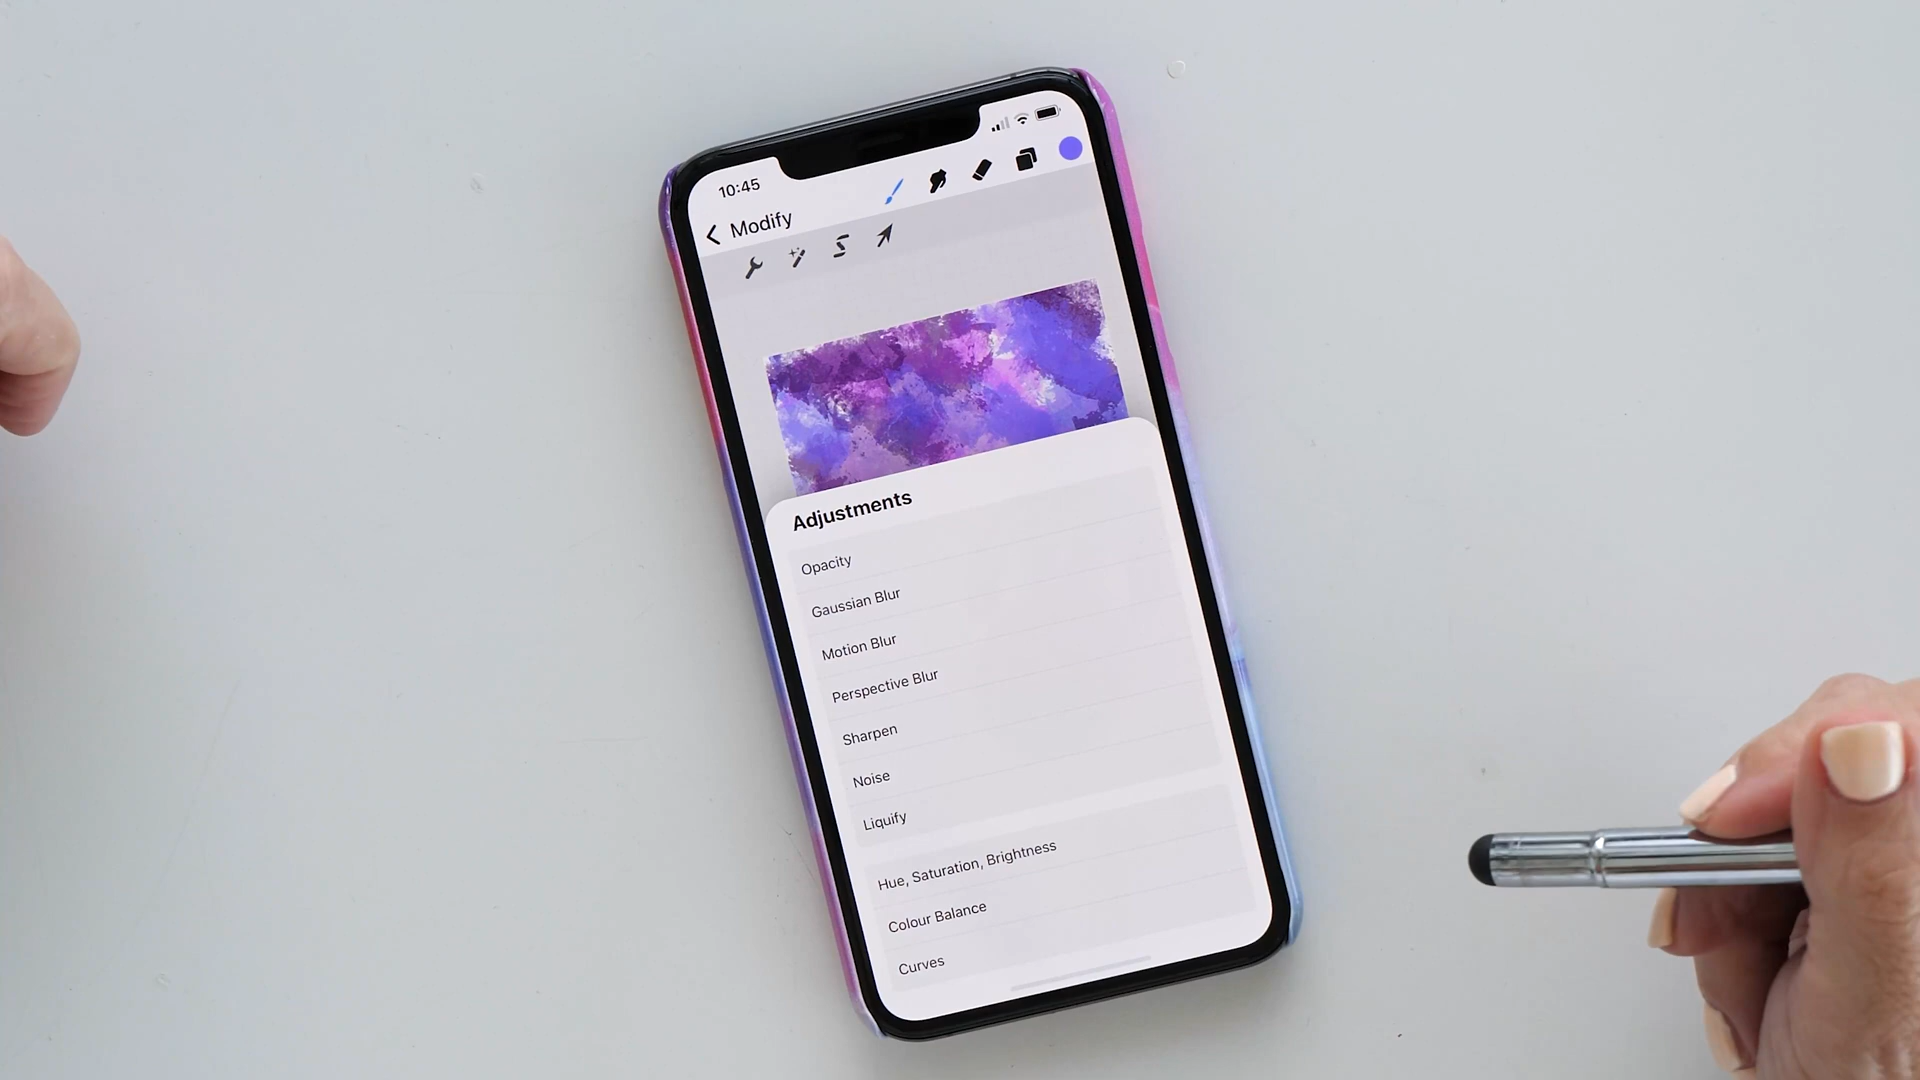 10:45
Modify
Adjustments
Opacity
Gaussian Blur
Motion Blur
Perspective Blur
Sharpen
Noise
Liquify
Hue, Saturation, Brightness
Colour Balance
Curves